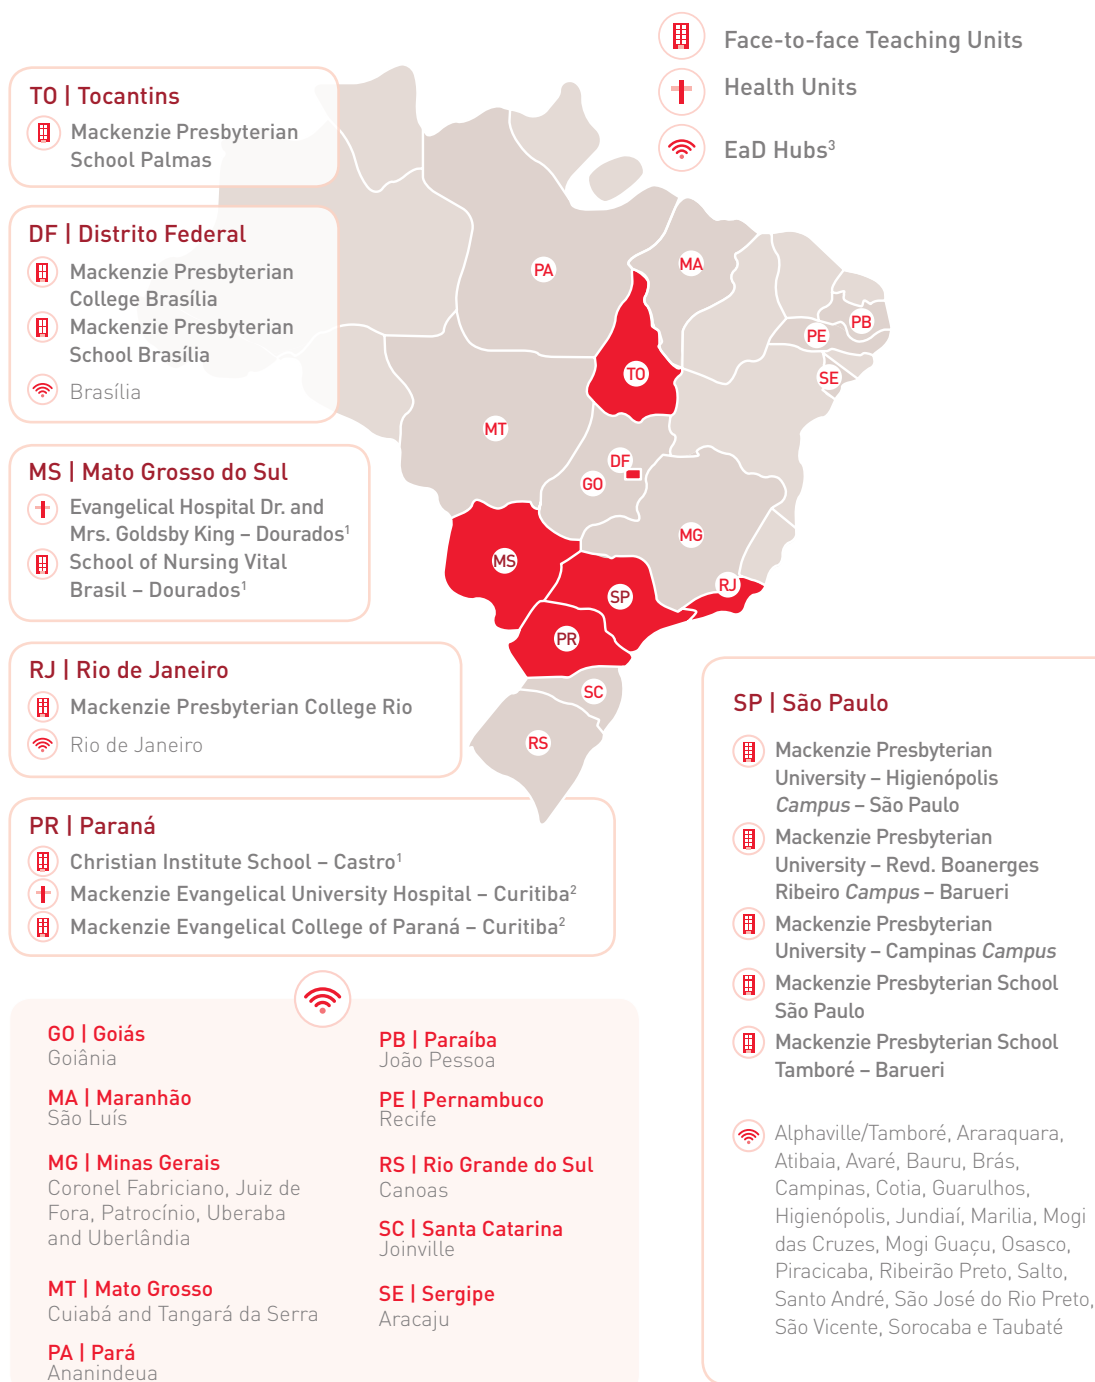 Face-to-face Teaching Units
Health Units
EaD Hubs³
TO | Tocantins
Mackenzie Presbyterian
School Palmas
DF | Distrito Federal
Mackenzie Presbyterian
College Brasília
Mackenzie Presbyterian
School Brasília
Brasília
MS | Mato Grosso do Sul
Evangelical Hospital Dr. and
Mrs. Goldsby King – Dourados¹
School of Nursing Vital
Brasil – Dourados¹
RJ | Rio de Janeiro
Mackenzie Presbyterian College Rio
Rio de Janeiro
PR | Paraná
Christian Institute School – Castro¹
Mackenzie Evangelical University Hospital – Curitiba²
Mackenzie Evangelical College of Paraná – Curitiba²
PA
MA
PB
PE
TO
SE
MT
DF
GO
MG
MS
RJ
SP
PR
SC
RS
SP | São Paulo
Mackenzie Presbyterian
University – Higienópolis
Campus – São Paulo
Mackenzie Presbyterian
University – Revd. Boanerges
Ribeiro Campus – Barueri
Mackenzie Presbyterian
University – Campinas Campus
Mackenzie Presbyterian School
São Paulo
Mackenzie Presbyterian School
Tamboré – Barueri
Alphaville/Tamboré, Araraquara,
Atibaia, Avaré, Bauru, Brás,
Campinas, Cotia, Guarulhos,
Higienópolis, Jundiaí, Marilia, Mogi
das Cruzes, Mogi Guaçu, Osasco,
Piracicaba, Ribeirão Preto, Salto,
Santo André, São José do Rio Preto,
São Vicente, Sorocaba e Taubaté
GO | Goiás
Goiânia
MA | Maranhão
São Luís
MG | Minas Gerais
Coronel Fabriciano, Juiz de
Fora, Patrocínio, Uberaba
and Uberlândia
MT | Mato Grosso
Cuiabá and Tangará da Serra
PA | Pará
Ananindeua
PB | Paraíba
João Pessoa
PE | Pernambuco
Recife
RS | Rio Grande do Sul
Canoas
SC | Santa Catarina
Joinville
SE | Sergipe
Aracaju